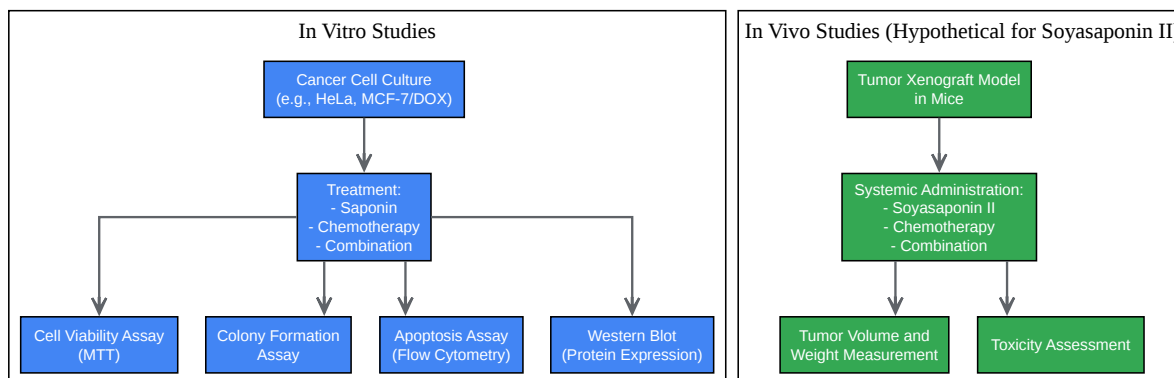 In Vitro Studies
Cancer Cell Culture
(e.g., HeLa, MCF-7/DOX)
Treatment:
- Saponin
- Chemotherapy
- Combination
Cell Viability Assay
(MTT)
Colony Formation
Assay
Apoptosis Assay
(Flow Cytometry)
Western Blot
(Protein Expression)
In Vivo Studies (Hypothetical for Soyasaponin II)
Tumor Xenograft Model
in Mice
Systemic Administration:
- Soyasaponin II
- Chemotherapy
- Combination
Tumor Volume and
Weight Measurement
Toxicity Assessment